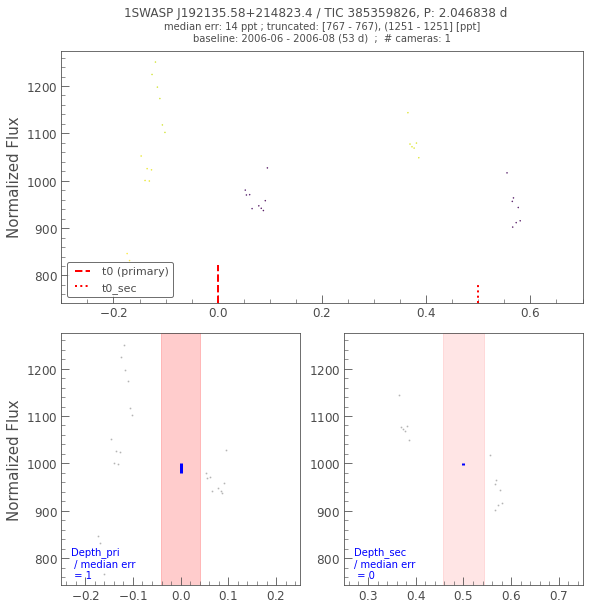 1SWASP J192135.58+214823.4 / TIC 385359826, P: 2.046838 d
median err: 14 ppt ; truncated: [767 - 767), (1251 - 1251] [ppt]
baseline: 2006-06 - 2006-08 (53 d)  ;  # cameras: 1
Normalized Flux
1200
1100
1000
900
800
t0 (primary)
t0_sec
−0.2
0.0
0.2
0.4
0.6
Normalized Flux
1200
1100
1000
900
800
Depth_pri
/ median err
= 1
−0.2
−0.1
0.0
0.1
0.2
1200
1100
1000
900
800
Depth_sec
/ median err
= 0
0.3
0.4
0.5
0.6
0.7